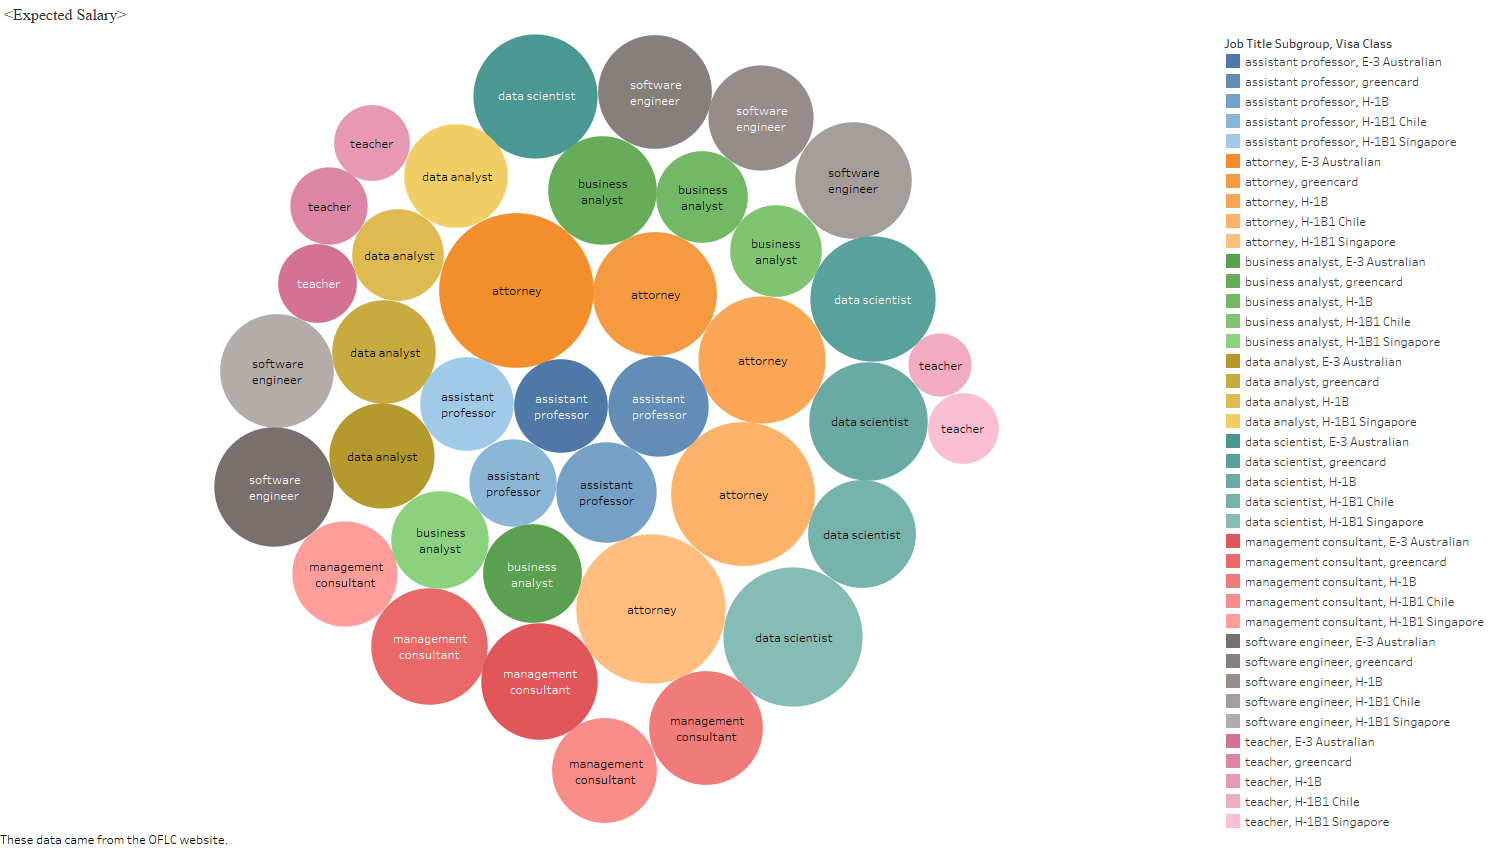 <Expected Salary>
data scientist
software
engineer
software
engineer
teacher
data analyst
software
engineer
business
analyst
business
analyst
teacher
business
analyst
data analyst
teacher
attorney
attorney
data scientist
data analyst
software
engineer
attorney
teacher
assistant
professor
assistant
professor
assistant
professor
data scientist
teacher
data analyst
software
engineer
assistant
professor
assistant
professor
attorney
data scientist
business
analyst
management
consultant
business
analyst
attorney
data scientist
management
consultant
management
consultant
management
consultant
management
consultant
Job Title Subgroup, Visa Class
assistant professor, E-3 Australian
assistant professor, greencard
assistant professor, H-1B
assistant professor, H-1B1 Chile
assistant professor, H-1B1 Singapore
attorney, E-3 Australian
attorney, greencard
attorney, H-1B
attorney, H-1B1 Chile
attorney, H-1B1 Singapore
business analyst, E-3 Australian
business analyst, greencard
business analyst, H-1B
business analyst, H-1B1 Chile
business analyst, H-1B1 Singapore
data analyst, E-3 Australian
data analyst, greencard
data analyst, H-1B
data analyst, H-1B1 Singapore
data scientist, E-3 Australian
data scientist, greencard
data scientist, H-1B
data scientist, H-1B1 Chile
data scientist, H-1B1 Singapore
management consultant, E-3 Australian
management consultant, greencard
management consultant, H-1B
management consultant, H-1B1 Chile
management consultant, H-1B1 Singapore
software engineer, E-3 Australian
software engineer, greencard
software engineer, H-1B
software engineer, H-1B1 Chile
software engineer, H-1B1 Singapore
teacher, E-3 Australian
teacher, greencard
teacher, H-1B
teacher, H-1B1 Chile
teacher, H-1B1 Singapore
These data came from the OFLC website.